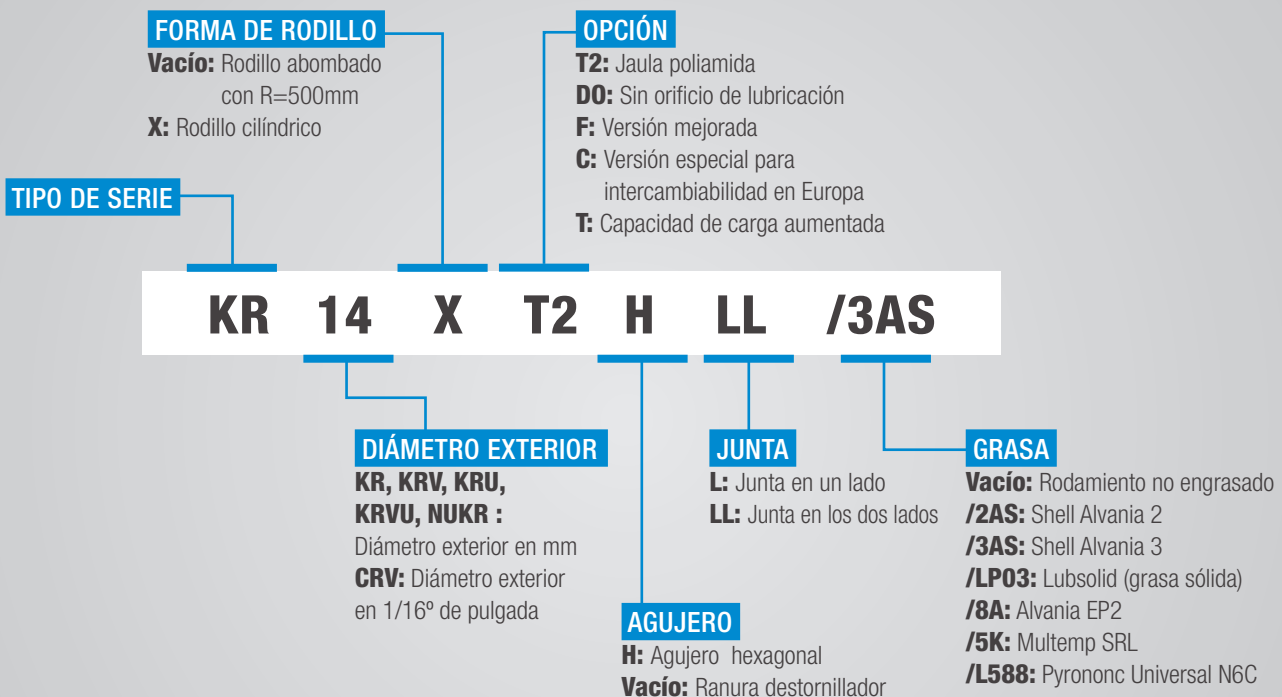 FORMA DE RODILLO
Vacío: Rodillo abombado
con R=500mm
X: Rodillo cilíndrico
OPCIÓN
T2: Jaula poliamida
D0: Sin orificio de lubricación
F: Versión mejorada
C: Versión especial para
intercambiabilidad en Europa
T: Capacidad de carga aumentada
TIPO DE SERIE
KR 14 X T2 H LL /3AS
DIÁMETRO EXTERIOR
KR, KRV, KRU,
KRVU, NUKR :
Diámetro exterior en mm
CRV: Diámetro exterior
en 1/16º de pulgada
AGUJERO
H: Agujero hexagonal
Vacío: Ranura destornillador
JUNTA
L: Junta en un lado
LL: Junta en los dos lados
GRASA
Vacío: Rodamiento no engrasado
/2AS: Shell Alvania 2
/3AS: Shell Alvania 3
/LP03: Lubsolid (grasa sólida)
/8A: Alvania EP2
/5K: Multemp SRL
/L588: Pyrononc Universal N6C